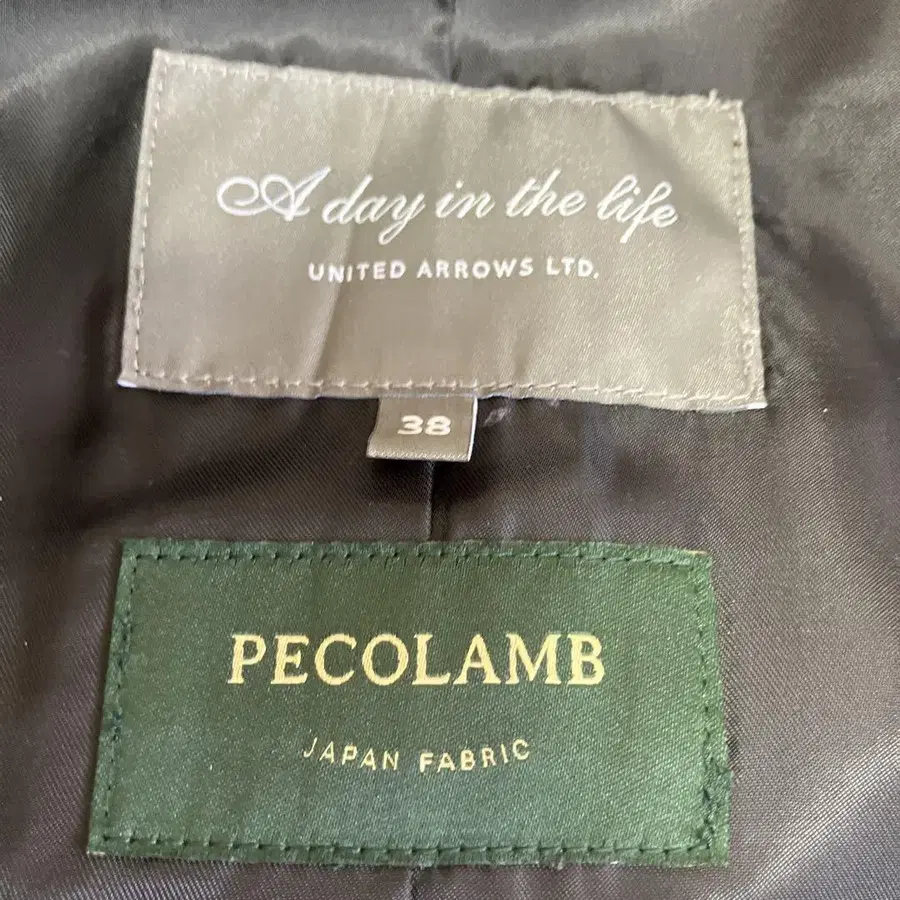 A day in the life
UNITED ARROWS LTD.
38
PECOLAMB
JAPAN FABRIC